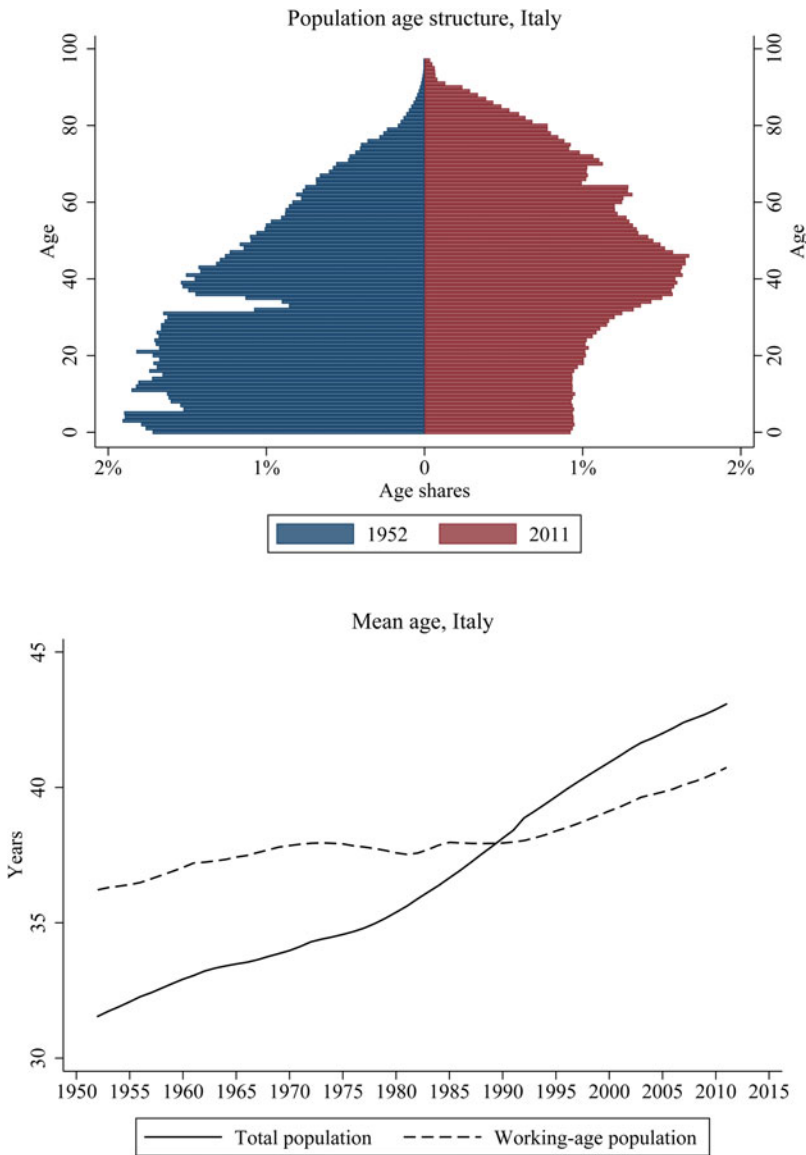 Population age structure, Italy
100
80
60
40
20
0
Age
100
80
60
40
20
0
Age
2%
1%
0
1%
2%
Age shares
1952
2011
Mean age, Italy
45
40
35
30
Years
1950 1955 1960 1965 1970 1975 1980 1985 1990 1995 2000 2005 2010 2015
Total population
Working-age population